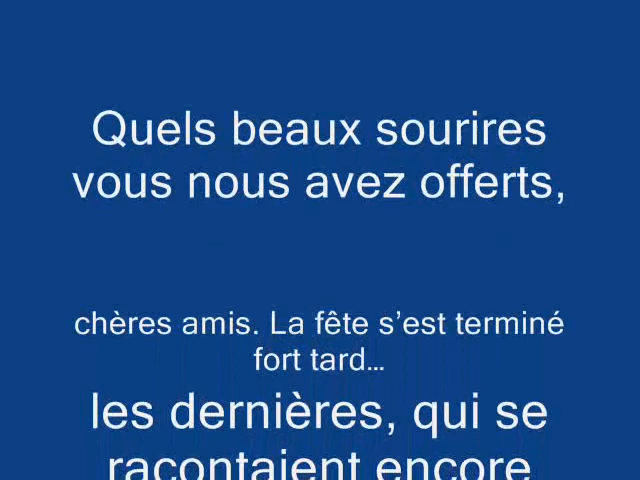 Quels beaux sourires
vous nous avez offerts,
chères amis. La fête s’est terminé
fort tard...
les dernières, qui se
racontaient encore